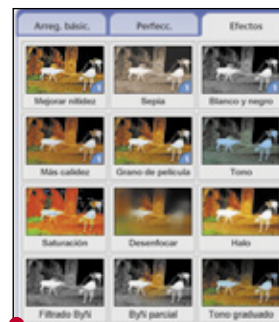 Arreg. básic. Perfecc. Efectos
Mejorar nitidez Sepia Blanco y negro
Más calidez Grano de película Tono
Saturación Desenfocar Halo
Filtrado ByN ByN parcial Tono graduado